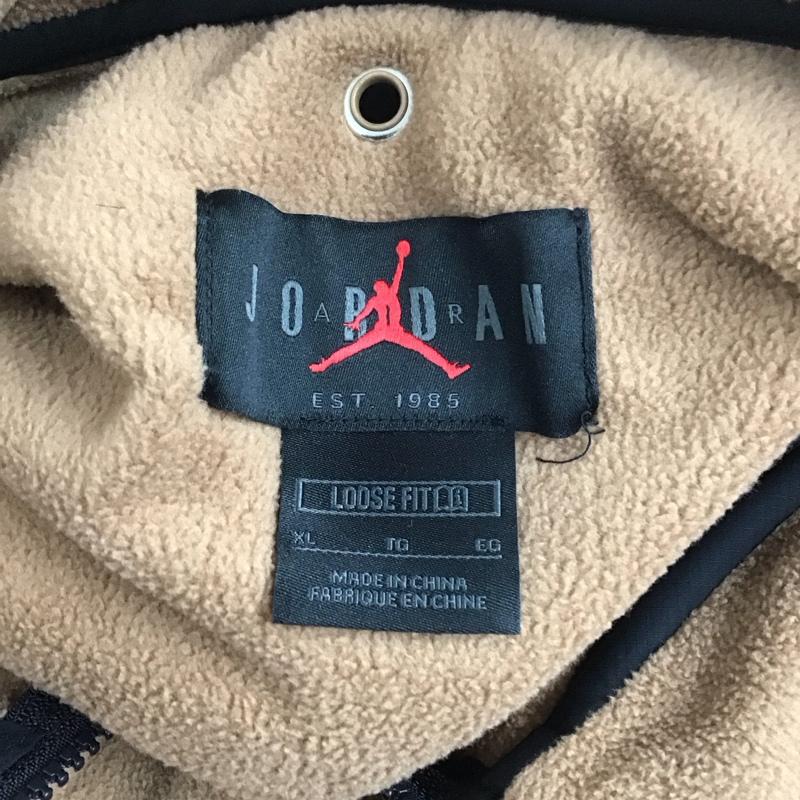 JORDAN
AIR
EST. 1985
LOOSE FIT
XL TG EG
MADE IN CHINA
FABRIQUE EN CHINE